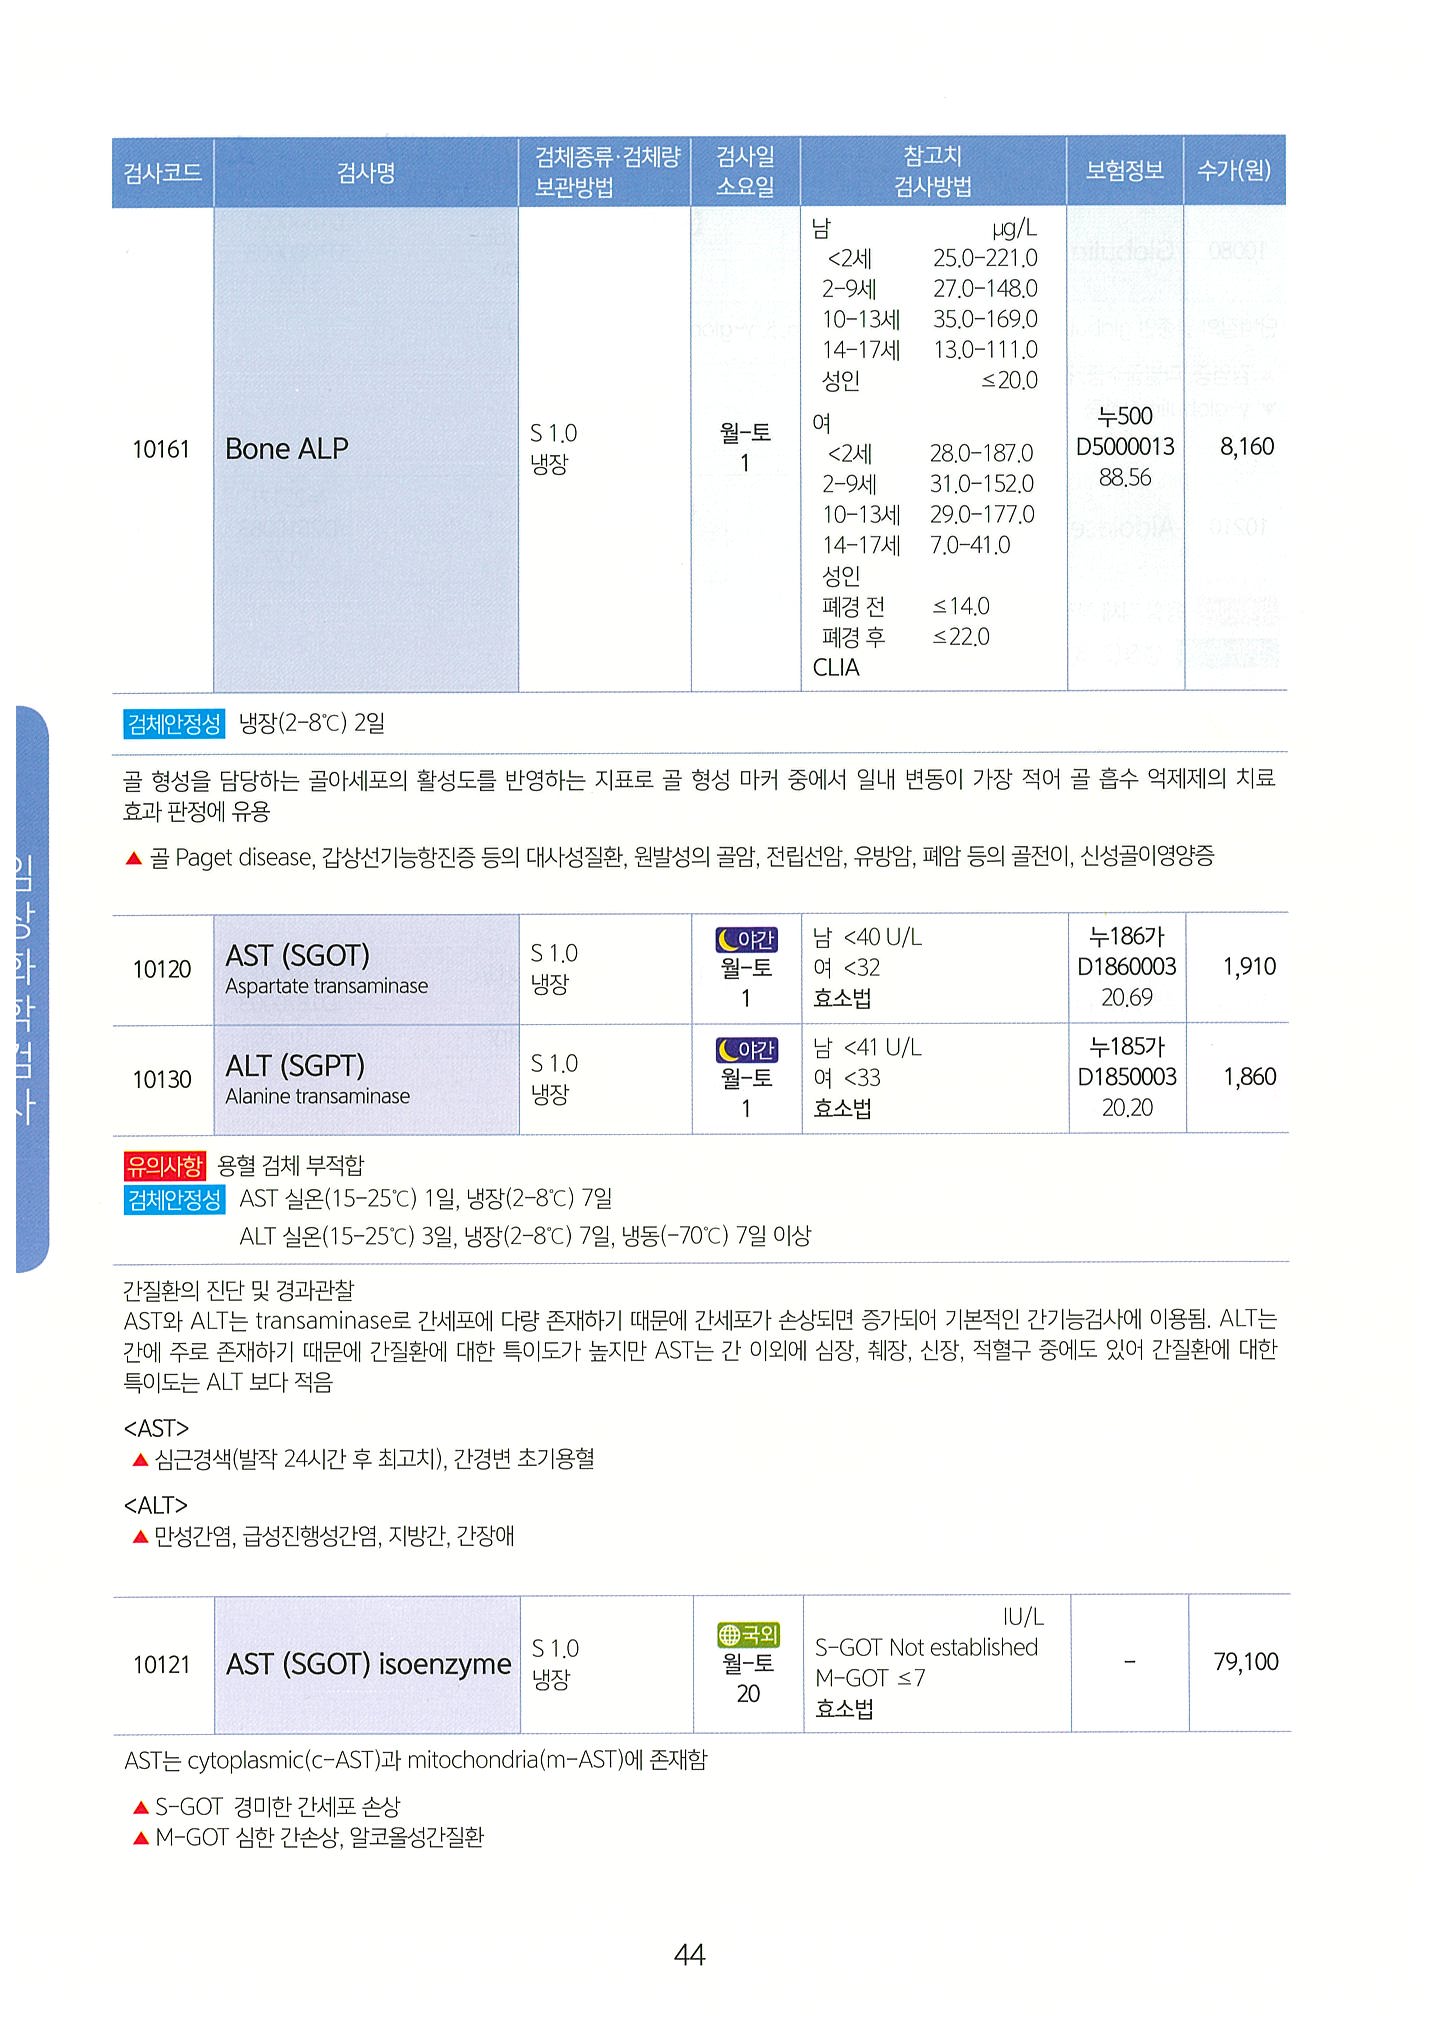 검사코드 검사명 검체종류·검체량 보관방법 검사일 소요일 참고치 검사방법 보험정보 수가(원)
10161 Bone ALP S 1.0 냉장 월-토 1
남 μg/L
<2세 25.0-221.0
2-9세 27.0-148.0
10-13세 35.0-169.0
14-17세 13.0-111.0
성인 ≤20.0
여
<2세 28.0-187.0
2-9세 31.0-152.0
10-13세 29.0-177.0
14-17세 7.0-41.0
성인
폐경 전 ≤14.0
폐경 후 ≤22.0
CLIA
누500
D5000013
88.56
8,160
검체안정성 냉장(2-8℃) 2일
골 형성을 담당하는 골아세포의 활성도를 반영하는 지표로 골 형성 마커 중에서 일내 변동이 가장 적어 골 흡수 억제제의 치료
효과 판정에 유용
▲ 골 Paget disease, 갑상선기능항진증 등의 대사성질환, 원발성의 골암, 전립선암, 유방암, 폐암 등의 골전이, 신성골이영양증
10120 AST (SGOT)
Aspartate transaminase
S 1.0
냉장
야간
월-토
1
남 <40 U/L
여 <32
효소법
누186가
D1860003
20.69
1,910
10130 ALT (SGPT)
Alanine transaminase
S 1.0
냉장
야간
월-토
1
남 <41 U/L
여 <33
효소법
누185가
D1850003
20.20
1,860
유의사항 용혈 검체 부적합
검체안정성 AST 실온(15-25℃) 1일, 냉장(2-8℃) 7일
ALT 실온(15-25℃) 3일, 냉장(2-8℃) 7일, 냉동(-70℃) 7일 이상
간질환의 진단 및 경과관찰
AST와 ALT는 transaminase로 간세포에 다량 존재하기 때문에 간세포가 손상되면 증가되어 기본적인 간기능검사에 이용됨. ALT는
간에 주로 존재하기 때문에 간질환에 대한 특이도가 높지만 AST는 간 이외에 심장, 췌장, 신장, 적혈구 중에도 있어 간질환에 대한
특이도는 ALT 보다 적음
<AST>
▲ 심근경색(발작 24시간 후 최고치), 간경변 초기용혈
<ALT>
▲ 만성간염, 급성진행성간염, 지방간, 간장애
10121 AST (SGOT) isoenzyme
S 1.0
냉장
국외
월-토
20
IU/L
S-GOT Not established
M-GOT ≤7
효소법
-
79,100
AST는 cytoplasmic(c-AST)과 mitochondria(m-AST)에 존재함
▲ S-GOT 경미한 간세포 손상
▲ M-GOT 심한 간손상, 알코올성간질환
임상화학검사
44